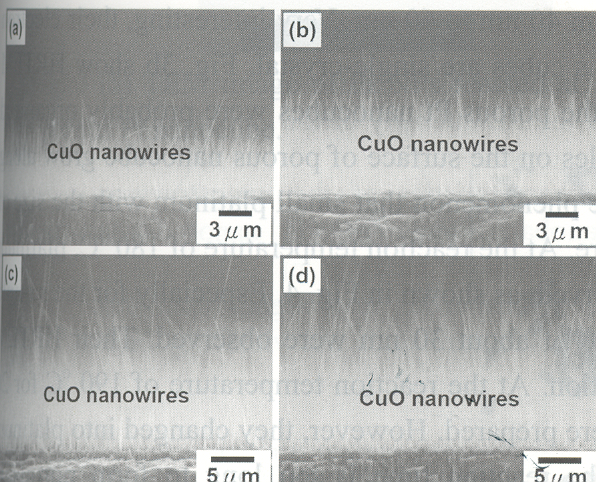 (a)
CuO nanowires
3 μm
(b)
CuO nanowires
3 μm
(c)
CuO nanowires
5 μm
(d)
CuO nanowires
5 μm